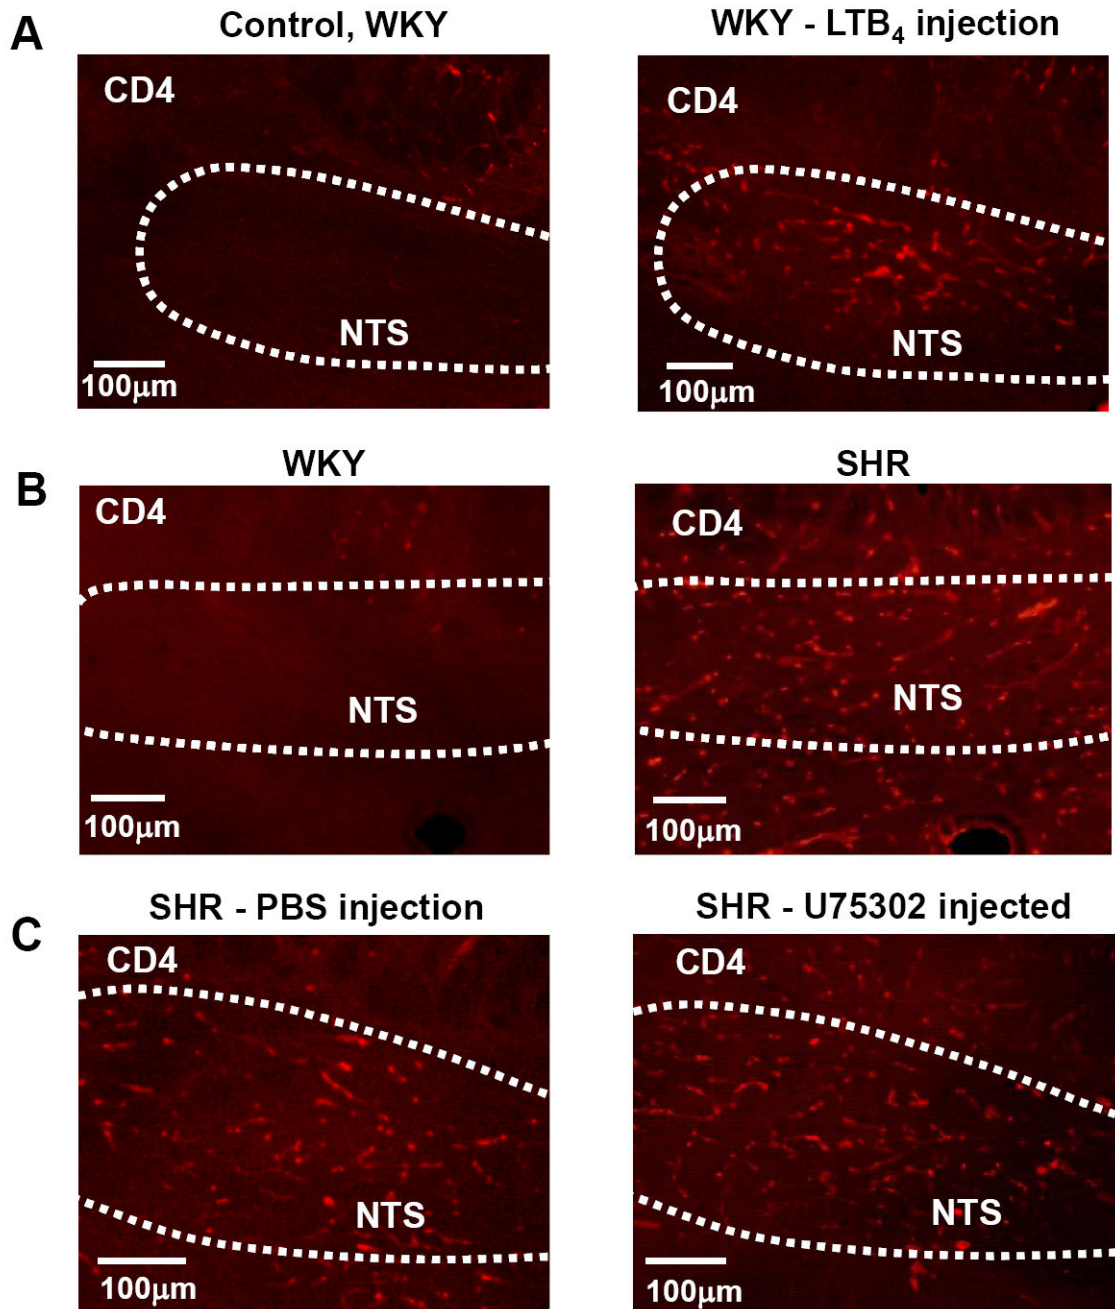 A
Control, WKY
WKY - LTB₄ injection
CD4
NTS
100μm
CD4
NTS
100μm
B
WKY
SHR
CD4
NTS
100μm
CD4
NTS
100μm
C
SHR - PBS injection
SHR - U75302 injected
CD4
NTS
100μm
CD4
NTS
100μm